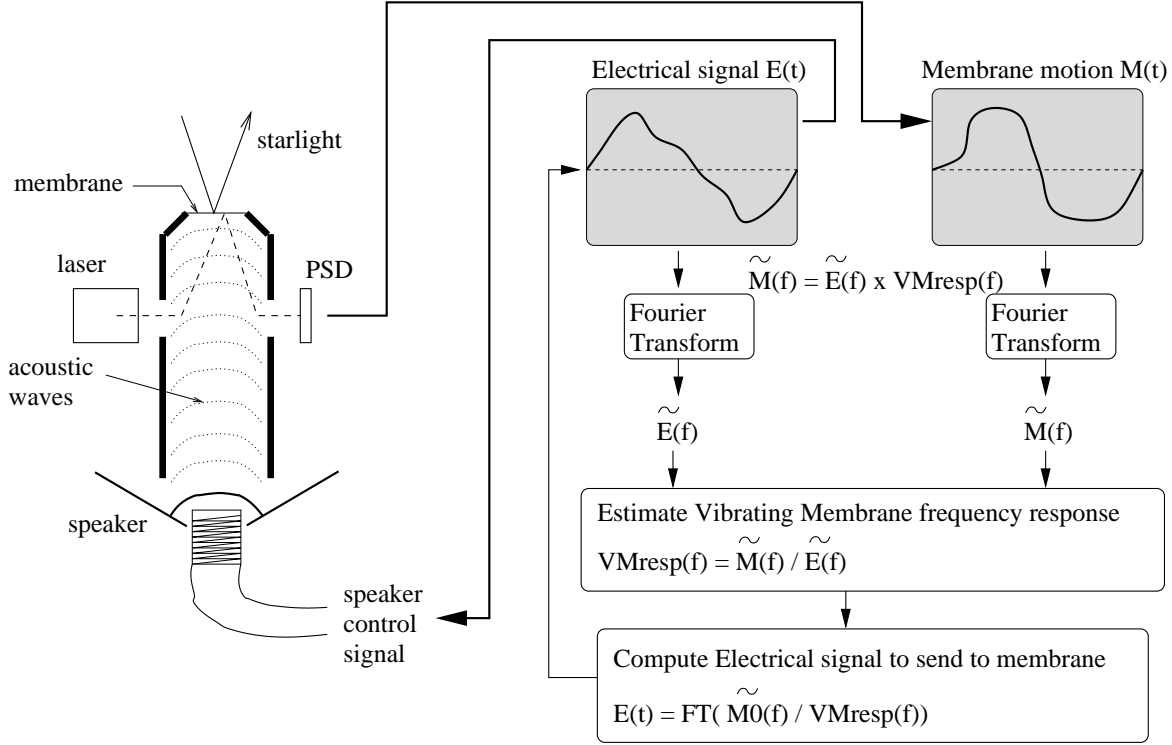 Electrical signal E(t)
Membrane motion M(t)
starlight
membrane
laser
PSD
M̃(f) = Ẽ(f) x VMresp(f)
Fourier
Transform
Fourier
Transform
acoustic
waves
Ẽ(f)
M̃(f)
speaker
Estimate Vibrating Membrane frequency response
VMresp(f) = M̃(f) / Ẽ(f)
speaker
control
signal
Compute Electrical signal to send to membrane
E(t) = FT( M̃0(f) / VMresp(f))